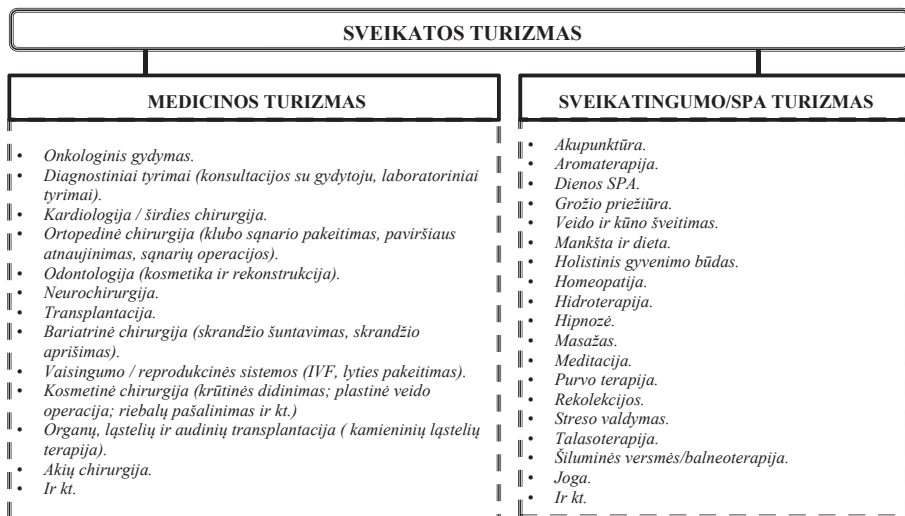 SVEIKATOS TURIZMAS
MEDICINOS TURIZMAS
• Onkologinis gydymas.
• Diagnostiniai tyrimai (konsultacijos su gydytoju, laboratoriniai
tyrimai).
• Kardiologija / širdies chirurgija.
• Ortopedinė chirurgija (klubo sąnario pakeitimas, paviršiaus
atnaujinimas, sąnarių operacijos).
• Odontologija (kosmetika ir rekonstrukcija).
• Neurochirurgija.
• Transplantacija.
• Bariatrinė chirurgija (skrandžio šuntavimas, skrandžio
aprišimas).
• Vaisingumo / reprodukcinės sistemos (IVF, lyties pakeitimas).
• Kosmetinė chirurgija (krūtinės didinimas; plastinė veido
operacija; riebalų pašalinimas ir kt.)
• Organų, ląstelių ir audinių transplantacija ( kamieninių ląstelių
terapija).
• Akių chirurgija.
• Ir kt.
SVEIKATINGUMO/SPA TURIZMAS
• Akupunktūra.
• Aromaterapija.
• Dienos SPA.
• Grožio priežiūra.
• Veido ir kūno šveitimas.
• Mankšta ir dieta.
• Holistinis gyvenimo būdas.
• Homeopatija.
• Hidroterapija.
• Hipnozė.
• Masažas.
• Meditacija.
• Purvo terapija.
• Rekolekcijos.
• Streso valdymas.
• Talasoterapija.
• Šiluminės versmės/balneoterapija.
• Joga.
• Ir kt.